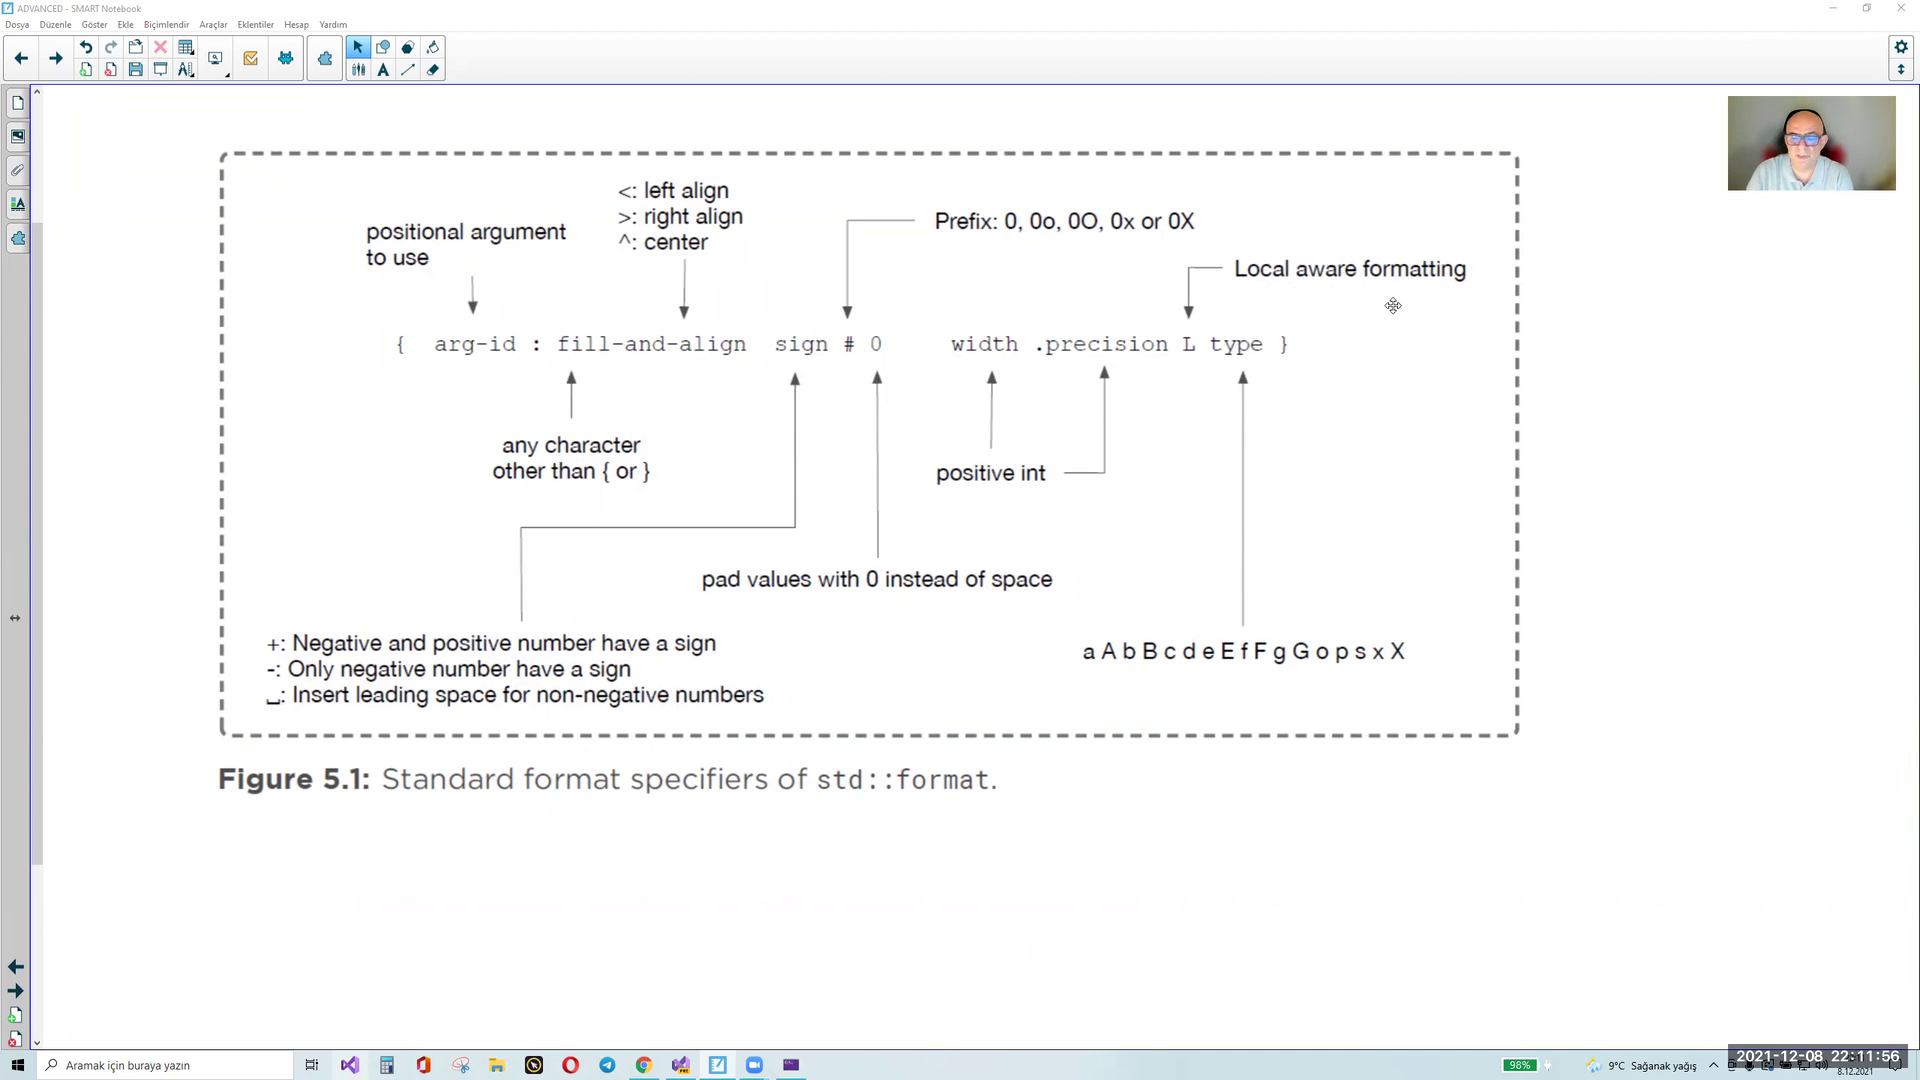 ADVANCED - SMART Notebook
Dosya Düzenle Göster Ekle Biçimlendir Araçlar Eklentiler Hesap Yardım
<: left align
>: right align
^: center
positional argument
to use
Prefix: 0, 0o, 0O, 0x or 0X
Local aware formatting
{ arg-id : fill-and-align sign # 0 width .precision L type }
any character
other than { or }
positive int
pad values with 0 instead of space
+: Negative and positive number have a sign
-: Only negative number have a sign
␣: Insert leading space for non-negative numbers
a A b B c d e E f F g G o p s x X
Figure 5.1: Standard format specifiers of std::format.
Aramak için buraya yazın
98%
9°C Sağanak yağış
2021-12-08 22:11:56
8.12.2021